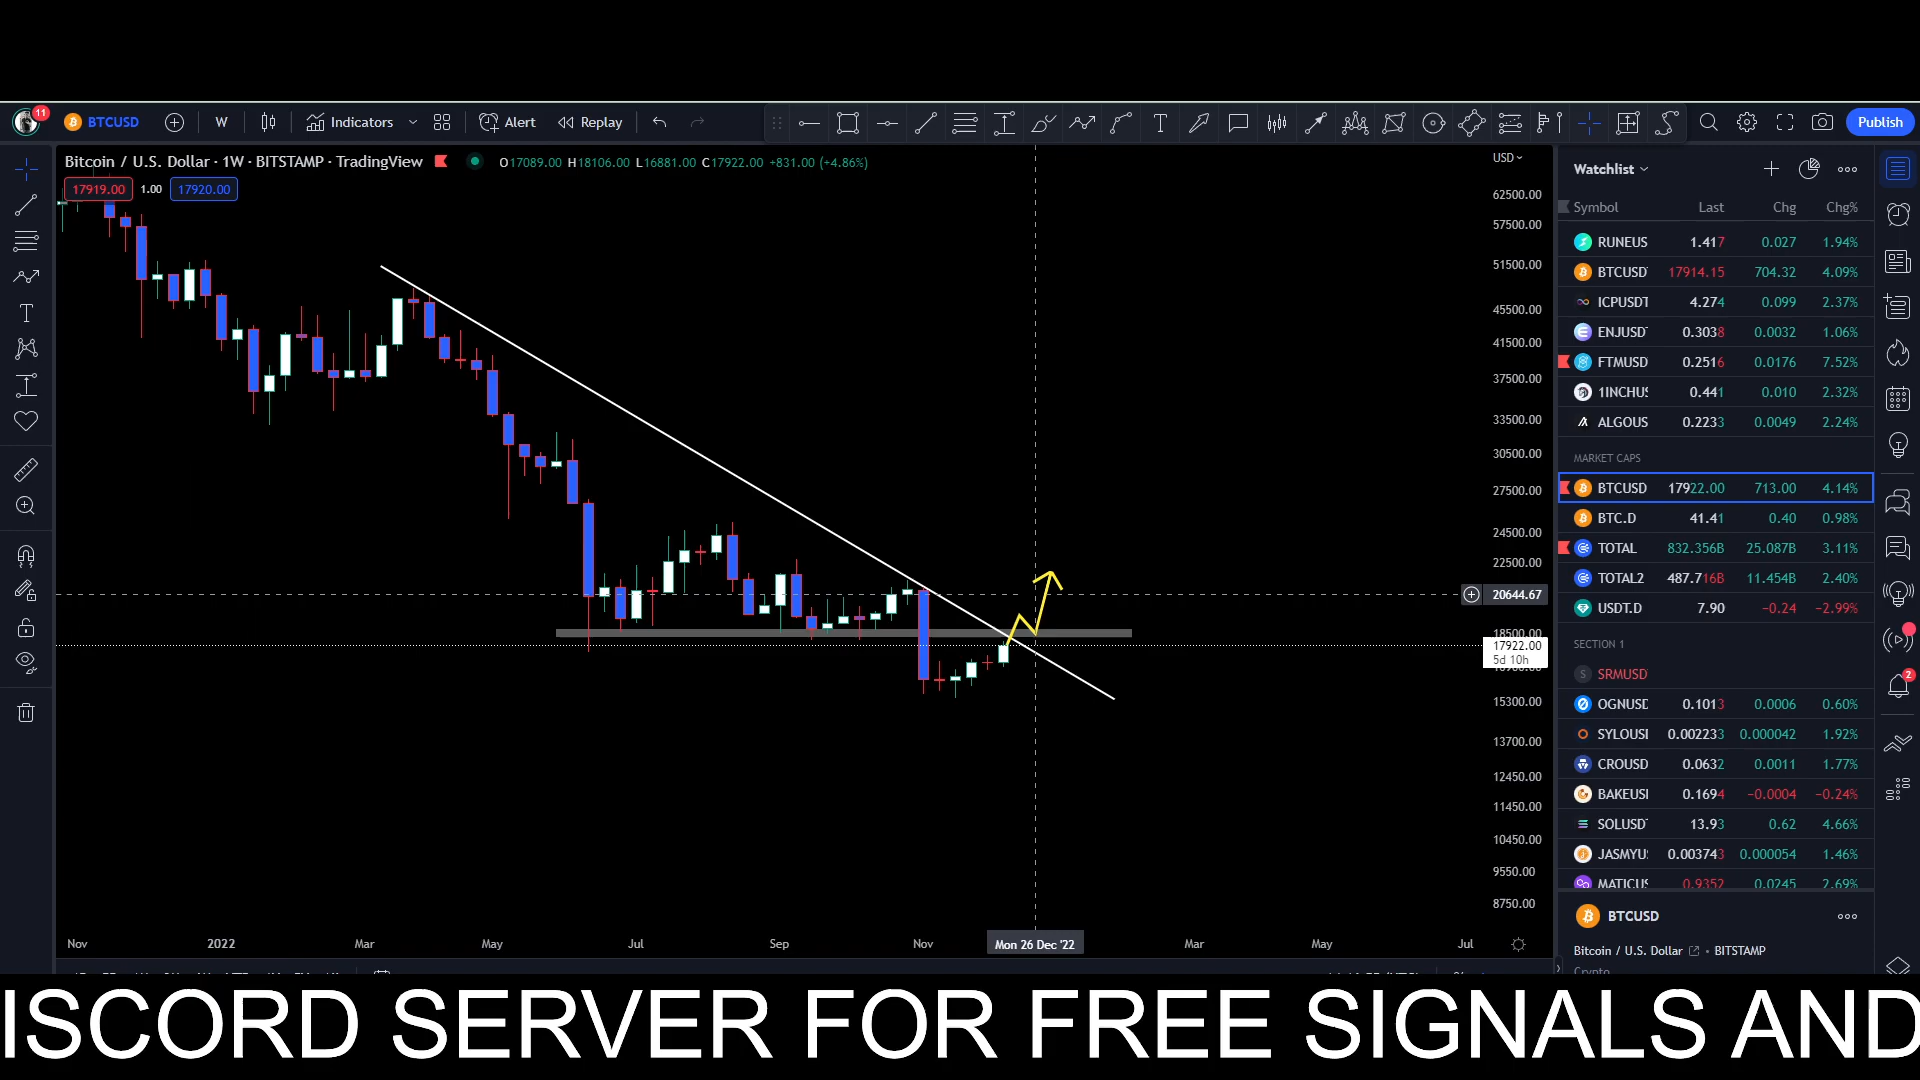 11 BTCUSD W Indicators Alert Replay T Publish
Bitcoin / U.S. Dollar · 1W · BITSTAMP · TradingView O17089.00 H18106.00 L16881.00 C17922.00 +831.00 (+4.86%)
17919.00 1.00 17920.00
USD
62500.00
57500.00
51500.00
45500.00
41500.00
37500.00
33500.00
30500.00
27500.00
24500.00
22500.00
20644.67
18500.00
17922.00
5d 10h
15300.00
13700.00
12450.00
11450.00
10450.00
9550.00
8750.00
Nov 2022 Mar May Jul Sep Nov Mon 26 Dec '22 Mar May Jul
Watchlist
Symbol Last Chg Chg%
RUNEUS 1.417 0.027 1.94%
BTCUSD 17914.15 704.32 4.09%
ICPUSDT 4.274 0.099 2.37%
ENJUSD 0.3038 0.0032 1.06%
FTMUSD 0.2516 0.0176 7.52%
1INCHU 0.441 0.010 2.32%
ALGOUS 0.2233 0.0049 2.24%
MARKET CAPS
BTCUSD 17922.00 713.00 4.14%
BTC.D 41.41 0.40 0.98%
TOTAL 832.356B 25.087B 3.11%
TOTAL2 487.716B 11.454B 2.40%
USDT.D 7.90 −0.24 −2.99%
SECTION 1
S SRMUSD
OGNUSD 0.1013 0.0006 0.60%
SYLOUSI 0.002233 0.000042 1.92%
CROUSD 0.0632 0.0011 1.77%
BAKEUSI 0.1694 −0.0004 −0.24%
SOLUSD 13.93 0.62 4.66%
JASMYU 0.003743 0.000054 1.46%
MATICUS 0.9352 0.0245 2.69%
BTCUSD
Bitcoin / U.S. Dollar • BITSTAMP
Crypto
2
ISCORD SERVER FOR FREE SIGNALS AND